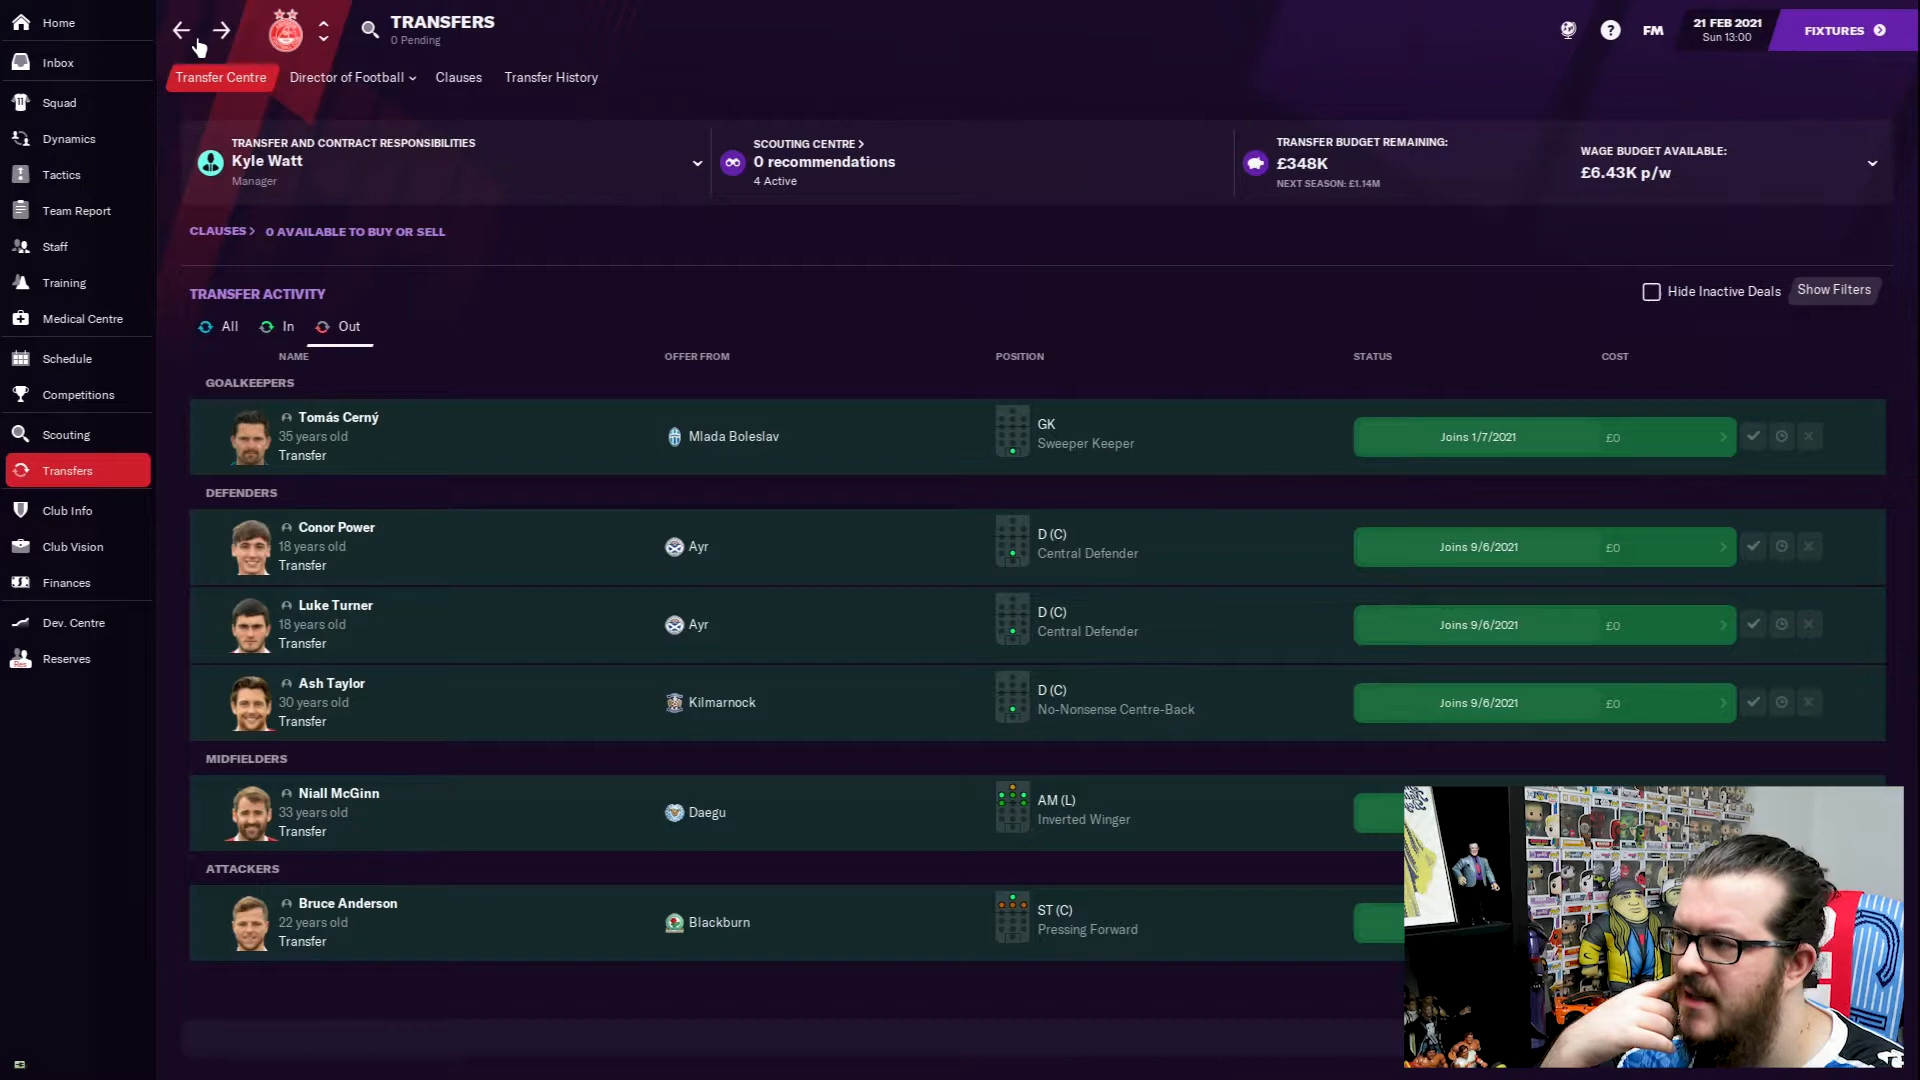 Home
Inbox
Squad
Dynamics
Tactics
Team Report
Staff
Training
Medical Centre
Schedule
Competitions
Scouting
Transfers
Club Info
Club Vision
Finances
Dev. Centre
Reserves
TRANSFERS
0 Pending
FM
21 FEB 2021
Sun 13:00
FIXTURES
Transfer Centre
Director of Football
Clauses
Transfer History
TRANSFER AND CONTRACT RESPONSIBILITIES
Kyle Watt
Manager
SCOUTING CENTRE >
0 recommendations
4 Active
TRANSFER BUDGET REMAINING:
£348K
NEXT SEASON: £1.14M
WAGE BUDGET AVAILABLE:
£6.43K p/w
CLAUSES > 0 AVAILABLE TO BUY OR SELL
TRANSFER ACTIVITY
Hide Inactive Deals
Show Filters
All In Out
NAME OFFER FROM POSITION STATUS COST
GOALKEEPERS
Tomás Cerný
35 years old
Transfer
Mlada Boleslav
GK
Sweeper Keeper
Joins 1/7/2021 £0
DEFENDERS
Conor Power
18 years old
Transfer
Ayr
D (C)
Central Defender
Joins 9/6/2021 £0
Luke Turner
18 years old
Transfer
Ayr
D (C)
Central Defender
Joins 9/6/2021 £0
Ash Taylor
30 years old
Transfer
Kilmarnock
D (C)
No-Nonsense Centre-Back
Joins 9/6/2021 £0
MIDFIELDERS
Niall McGinn
33 years old
Transfer
Daegu
AM (L)
Inverted Winger
ATTACKERS
Bruce Anderson
22 years old
Transfer
Blackburn
ST (C)
Pressing Forward